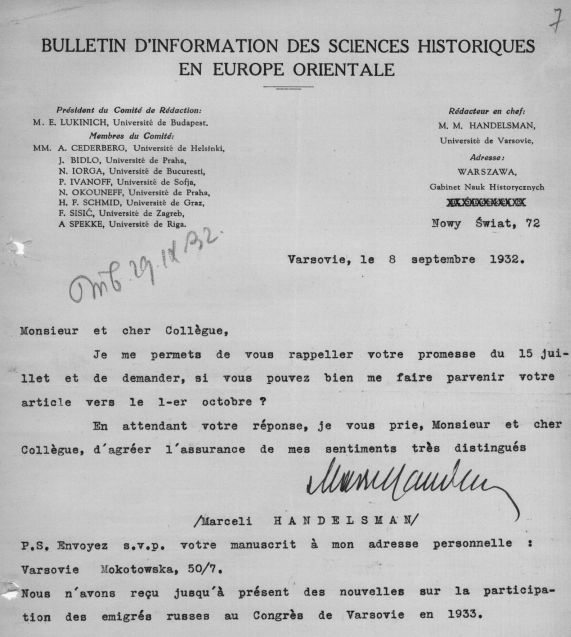 7
BULLETIN D'INFORMATION DES SCIENCES HISTORIQUES
EN EUROPE ORIENTALE
Président du Comité de Rédaction:
M. E. LUKINICH, Université de Budapest.
Membres du Comité:
MM. A. CEDERBERG, Université de Helsinki,
J. BIDLO, Université de Praha,
N. IORGA, Université de Bucuresti,
P. IVANOFF, Université de Sofja,
N. OKOUNEFF, Université de Praha,
H. F. SCHMID, Université de Graz,
F. SISIĆ, Université de Zagreb,
A SPEKKE, Université de Riga.
Rédacteur en chef:
M. M. HANDELSMAN,
Université de Varsovie,
Adresse:
WARSZAWA,
Gabinet Nauk Historycznych
Nowy Świat, 72
29.IX.32.
Varsovie, le 8 septembre 1932.
Monsieur et cher Collègue,
Je me permets de vous rappeller votre promesse du 15 jui-
llet et de demander, si vous pouvez bien me faire parvenir votre
article vers le 1-er octobre ?
En attendant votre réponse, je vous prie, Monsieur et cher
Collègue, d'agréer l'assurance de mes sentiments très distingués
/Marceli HANDELSMAN/
P.S. Envoyez s.v.p. votre manuscrit à mon adresse personnelle :
Varsovie Mokotowska, 50/7.
Nous n'avons reçu jusqu'à présent des nouvelles sur la participa-
tion des emigrés russes au Congrès de Varsovie en 1933.